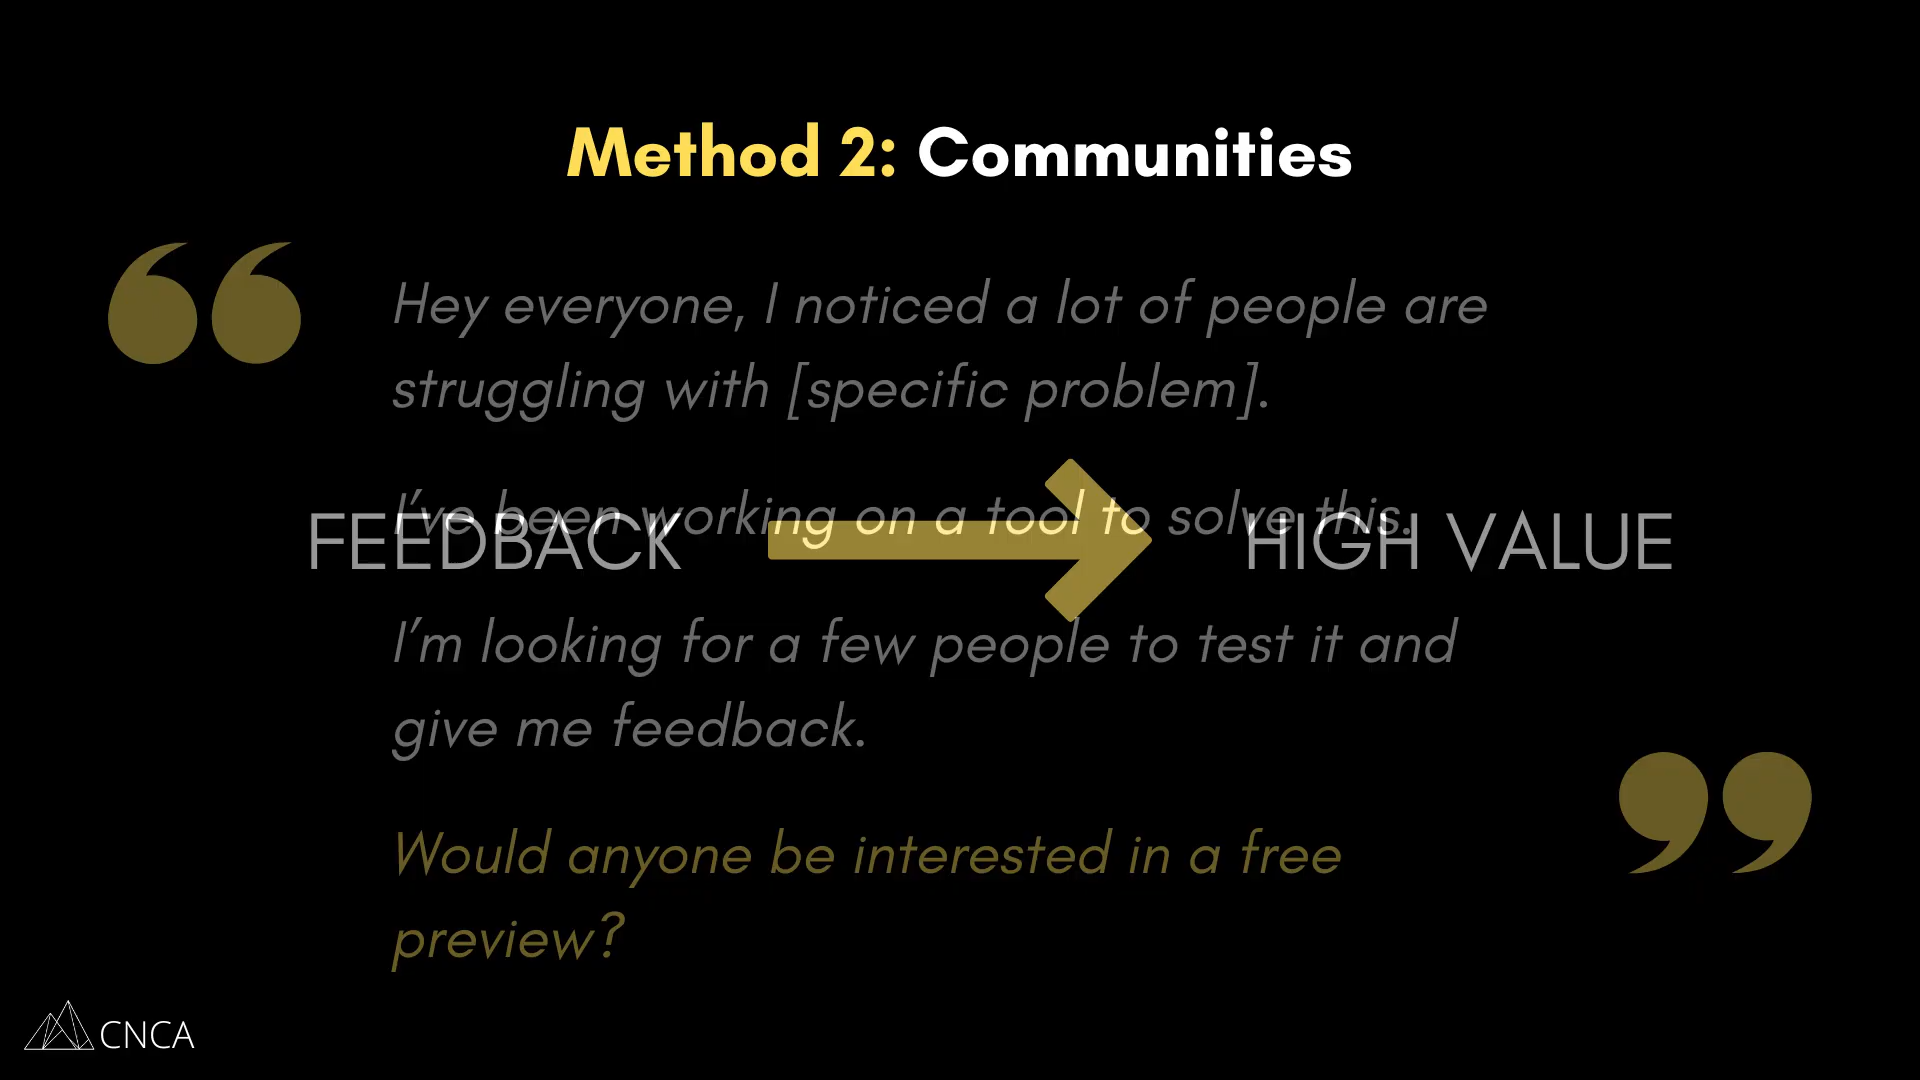 Method 2: Communities
Hey everyone, I noticed a lot of people are
struggling with [specific problem].
I've been working on a tool to solve this.
FEEDBACK HIGH VALUE
I'm looking for a few people to test it and
give me feedback.
Would anyone be interested in a free
preview?
CNCA